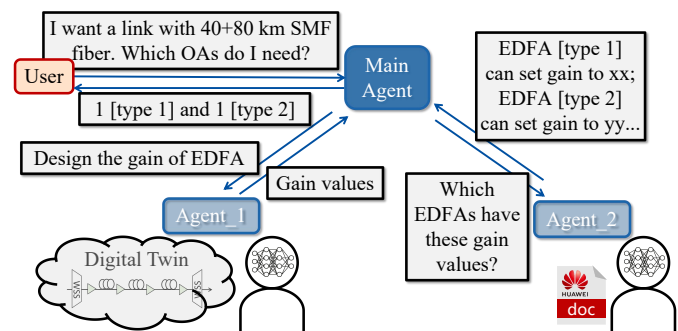 I want a link with 40+80 km SMF
fiber. Which OAs do I need?
User
Main
Agent
1 [type 1] and 1 [type 2]
EDFA [type 1]
can set gain to xx;
EDFA [type 2]
can set gain to yy...
Design the gain of EDFA
Gain values
Which
EDFAs have
these gain
values?
Agent_1
Agent_2
Digital Twin
WSS
HUAWEI
doc